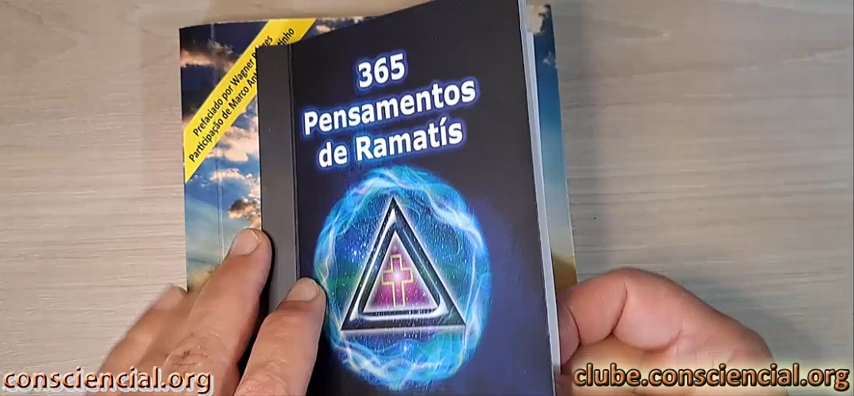 Prefaciado por Wagner
Participação de Marco
365
Pensamentos
de Ramatís
consciencial.org
clube.consciencial.org